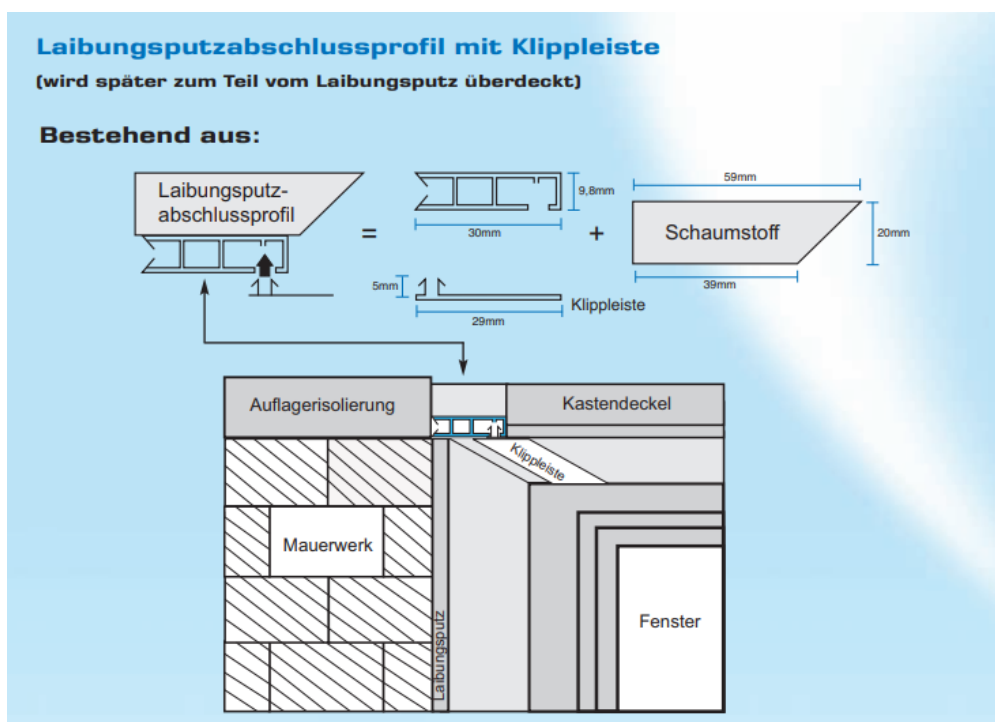 Laibungsputzabschlussprofil mit Klippleiste
(wird später zum Teil vom Laibungsputz überdeckt)
Bestehend aus:
Laibungsputz-
abschlussprofil
=
9,8mm
30mm
+
59mm
Schaumstoff
20mm
39mm
5mm
Klippleiste
29mm
Auflagerisolierung
Kastendeckel
Klippleiste
Mauerwerk
Laibungsputz
Fenster